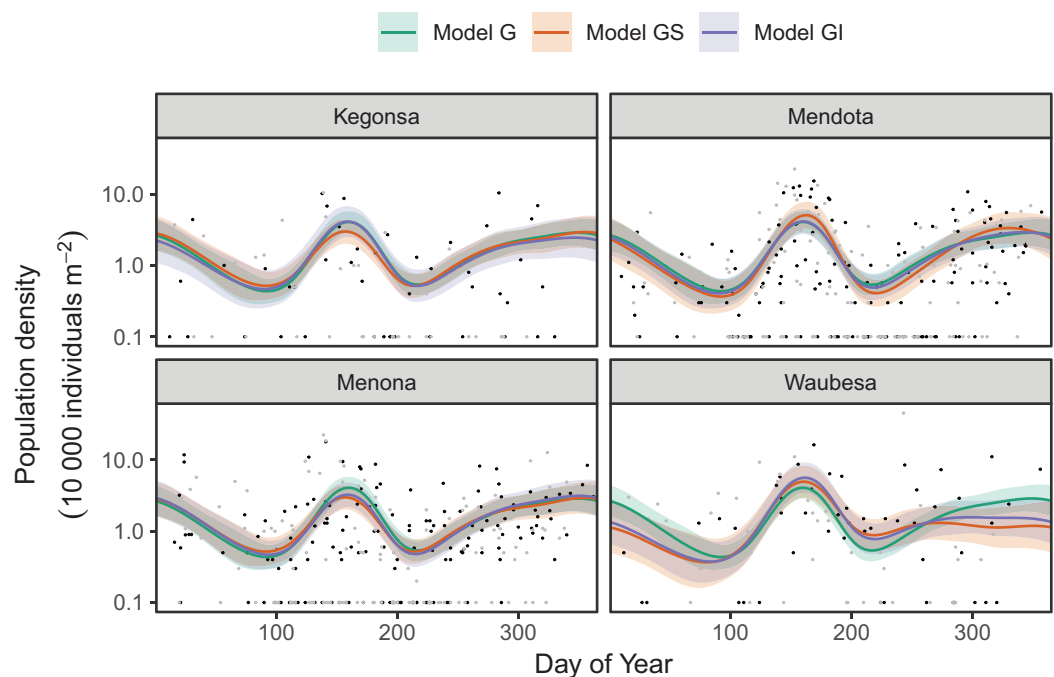 Model G Model GS Model GI
Kegonsa Mendota
10.0
1.0
0.1
Menona Waubesa
10.0
1.0
0.1
100 200 300 100 200 300
Day of Year
Population density
(10 000 individuals m⁻²)